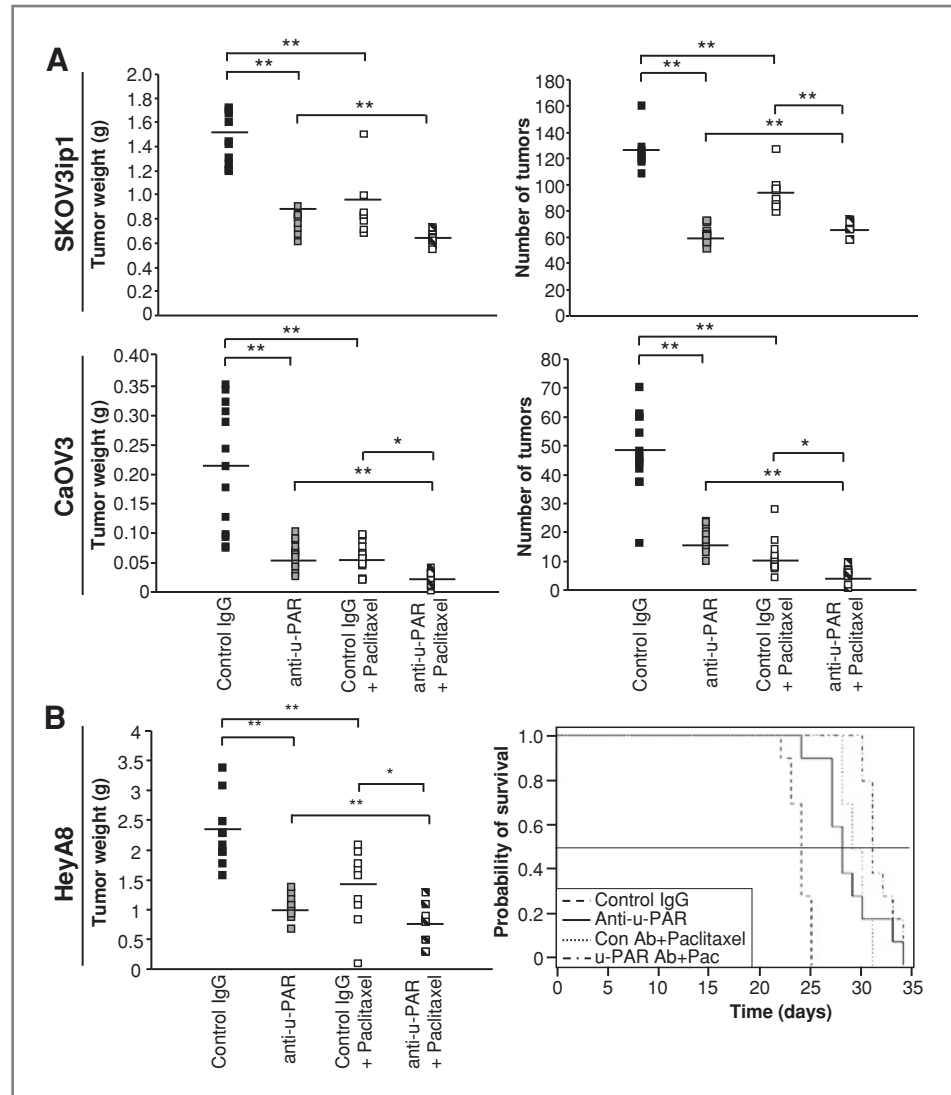 A
SKOV3ip1
Tumor weight (g)
2.0
1.8
1.6
1.4
1.2
1.0
0.8
0.6
0.4
0.2
0
**
**
**
Number of tumors
180
160
140
120
100
80
60
40
20
0
**
**
**
**
CaOV3
Tumor weight (g)
0.40
0.35
0.30
0.25
0.20
0.15
0.10
0.05
0
**
**
*
**
Control IgG
anti-u-PAR
Control IgG
+ Paclitaxel
anti-u-PAR
+ Paclitaxel
Number of tumors
80
70
60
50
40
30
20
10
0
**
**
*
**
Control IgG
anti-u-PAR
Control IgG
+ Paclitaxel
anti-u-PAR
+ Paclitaxel
B
HeyA8
Tumor weight (g)
4
3.5
3
2.5
2
1.5
1
0.5
0
**
**
*
**
Control IgG
anti-u-PAR
Control IgG
+ Paclitaxel
anti-u-PAR
+ Paclitaxel
Probability of survival
1.0
0.8
0.6
0.4
0.2
0
Control IgG
Anti-u-PAR
Con Ab+Paclitaxel
u-PAR Ab+Pac
0 5 10 15 20 25 30 35
Time (days)